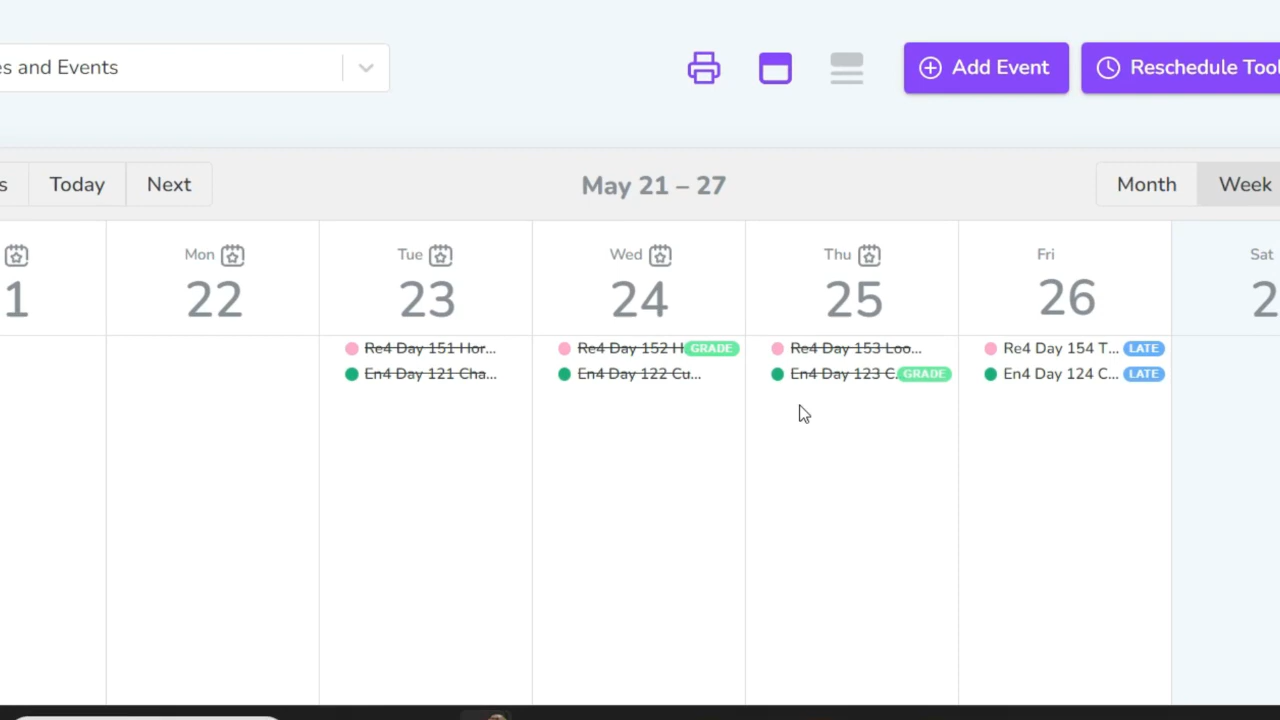 es and Events
Add Event
Reschedule Tool
s Today Next
May 21 – 27
Month Week
1
Mon
22
Tue
23
Wed
24
Thu
25
Fri
26
Sat
2
Re4 Day 151 Hor...
En4 Day 121 Cha...
Re4 Day 152 H GRADE
En4 Day 122 Cu...
Re4 Day 153 Loo...
En4 Day 123 C. GRADE
Re4 Day 154 T... LATE
En4 Day 124 C... LATE